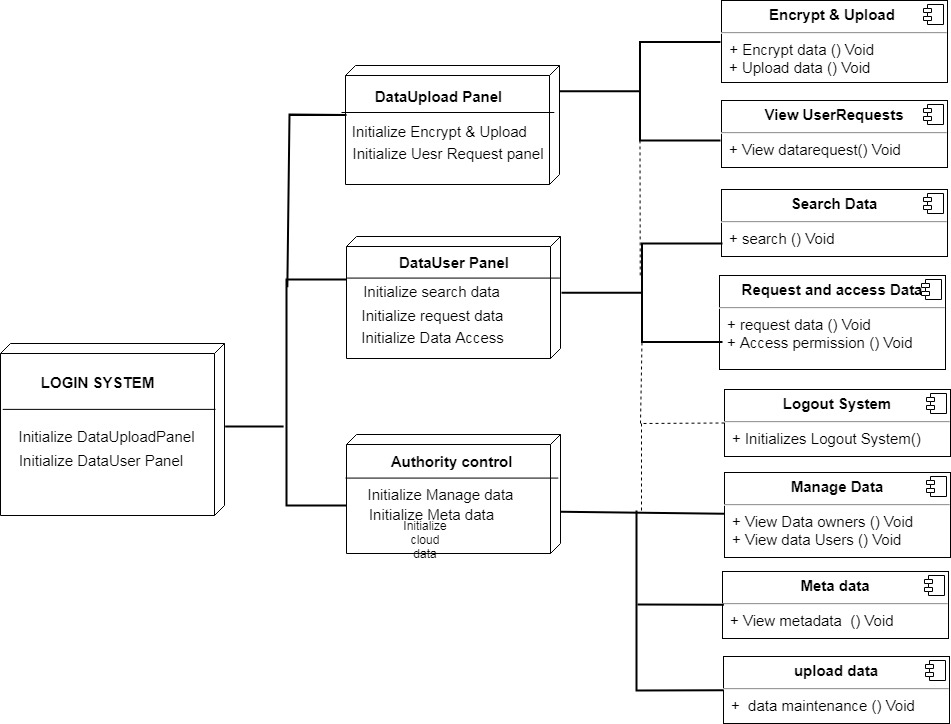 LOGIN SYSTEM
Initialize DataUploadPanel
Initialize DataUser Panel
DataUpload Panel
Initialize Encrypt & Upload
Initialize Uesr Request panel
DataUser Panel
Initialize search data
Initialize request data
Initialize Data Access
Authority control
Initialize Manage data
Initialize Meta data
Initialize
cloud
data
Encrypt & Upload
+ Encrypt data () Void
+ Upload data () Void
View UserRequests
+ View datarequest() Void
Search Data
+ search () Void
Request and access Data
+ request data () Void
+ Access permission () Void
Logout System
+ Initializes Logout System()
Manage Data
+ View Data owners () Void
+ View data Users () Void
Meta data
+ View metadata () Void
upload data
+ data maintenance () Void